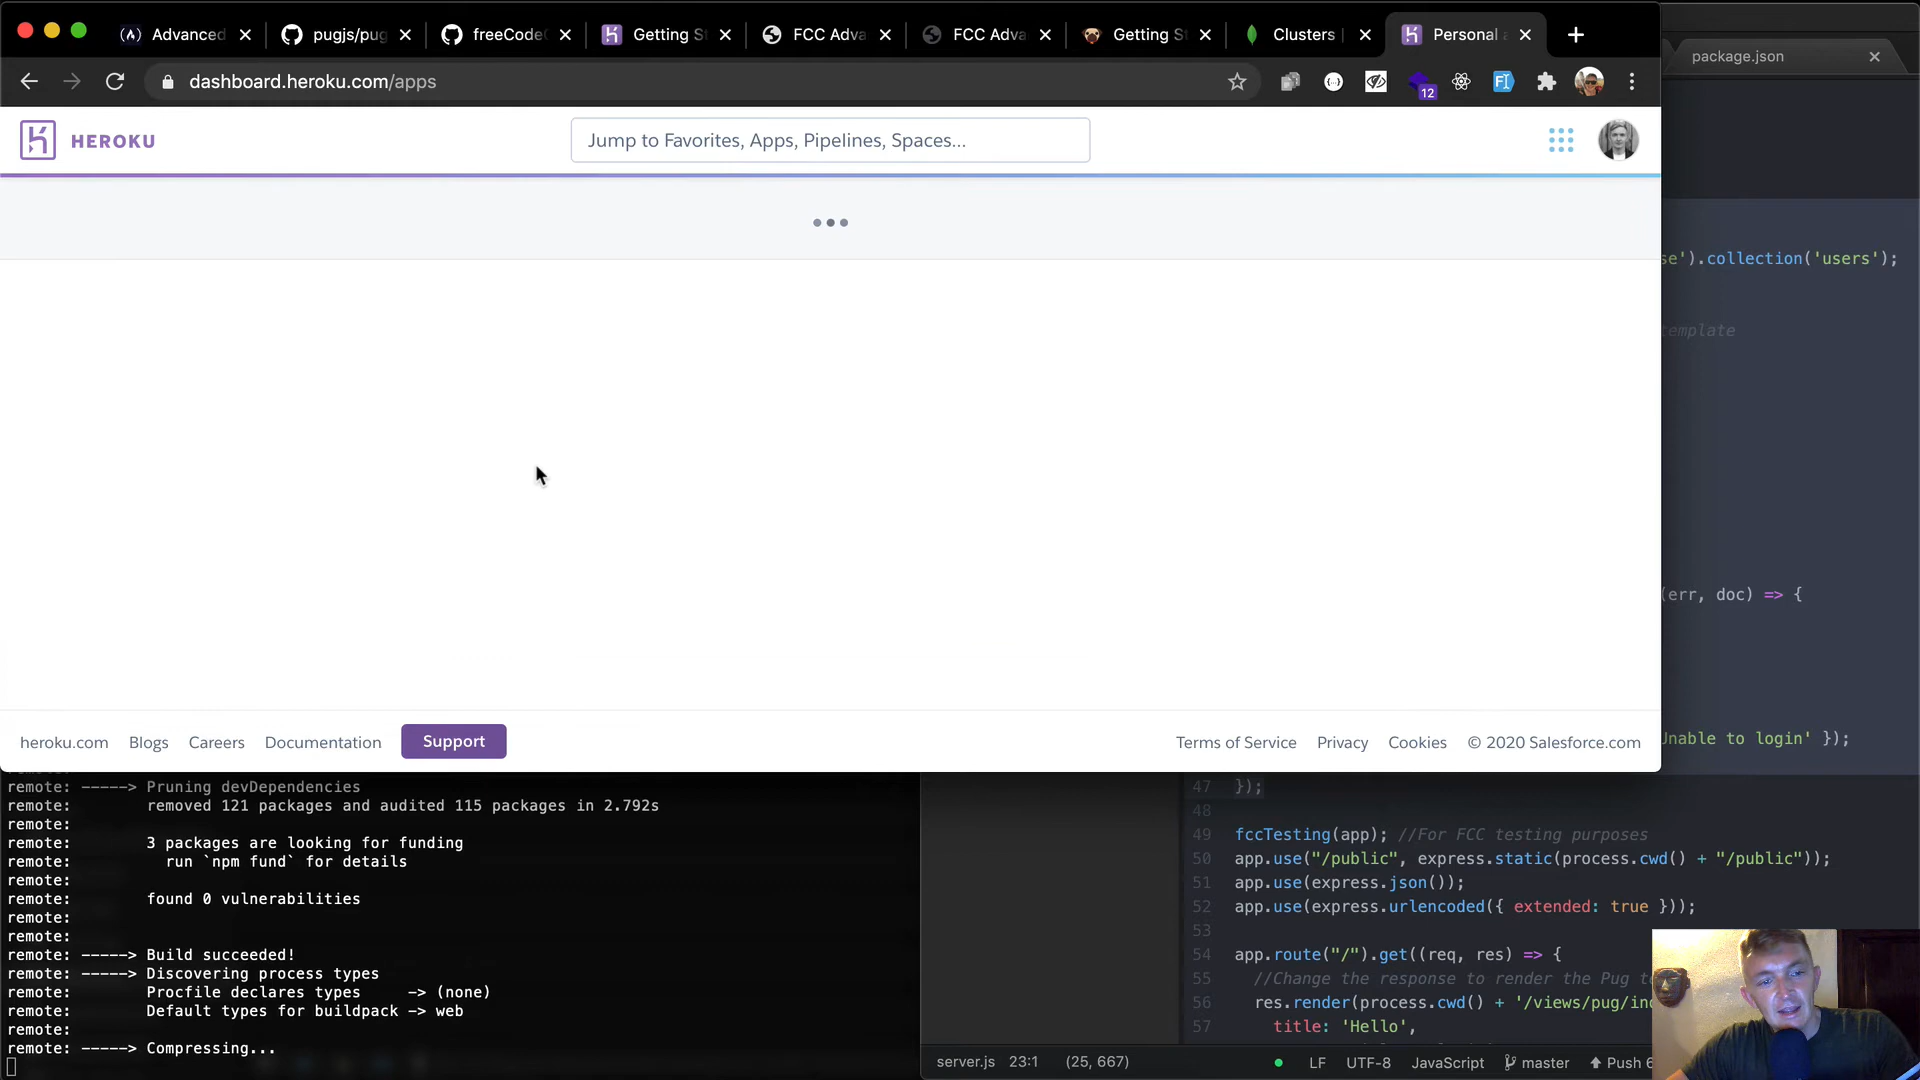 Advanced
pugjs/pug
freeCodeC
Getting S
FCC Adva
FCC Adva
Getting S
Clusters |
Personal a
package.json
dashboard.heroku.com/apps
12
HEROKU
Jump to Favorites, Apps, Pipelines, Spaces...
se').collection('users');
template
(err, doc) => {
Unable to login' });
heroku.com Blogs Careers Documentation Support
Terms of Service Privacy Cookies © 2020 Salesforce.com
remote: -----> Pruning devDependencies
remote: removed 121 packages and audited 115 packages in 2.792s
remote:
remote: 3 packages are looking for funding
remote: run `npm fund` for details
remote:
remote: found 0 vulnerabilities
remote:
remote:
remote: -----> Build succeeded!
remote: -----> Discovering process types
remote: Procfile declares types -> (none)
remote: Default types for buildpack -> web
remote:
remote: -----> Compressing...
47 });
48
49 fccTesting(app); //For FCC testing purposes
50 app.use("/public", express.static(process.cwd() + "/public"));
51 app.use(express.json());
52 app.use(express.urlencoded({ extended: true }));
53
54 app.route("/").get((req, res) => {
55 //Change the response to render the Pug te
56 res.render(process.cwd() + '/views/pug/in
57 title: 'Hello',
server.js 23:1 (25, 667)
LF UTF-8 JavaScript master Push 6